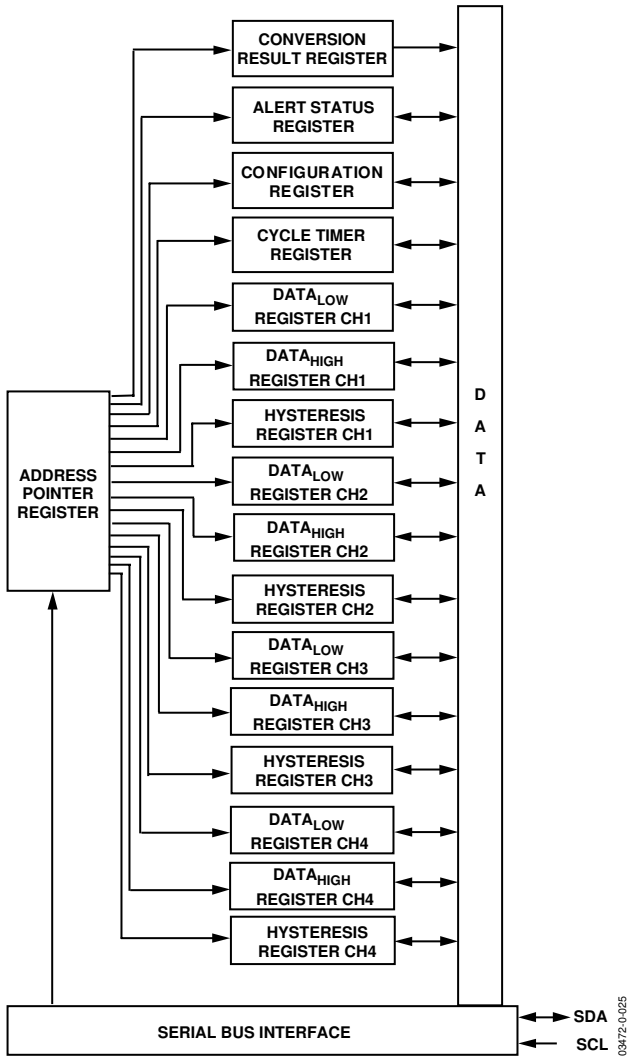 CONVERSION
RESULT REGISTER
ALERT STATUS
REGISTER
CONFIGURATION
REGISTER
CYCLE TIMER
REGISTER
DATALOW
REGISTER CH1
DATAHIGH
REGISTER CH1
HYSTERESIS
REGISTER CH1
DATALOW
REGISTER CH2
DATAHIGH
REGISTER CH2
HYSTERESIS
REGISTER CH2
DATALOW
REGISTER CH3
DATAHIGH
REGISTER CH3
HYSTERESIS
REGISTER CH3
DATALOW
REGISTER CH4
DATAHIGH
REGISTER CH4
HYSTERESIS
REGISTER CH4
ADDRESS
POINTER
REGISTER
D
A
T
A
SERIAL BUS INTERFACE
SDA
SCL
03472-0-025